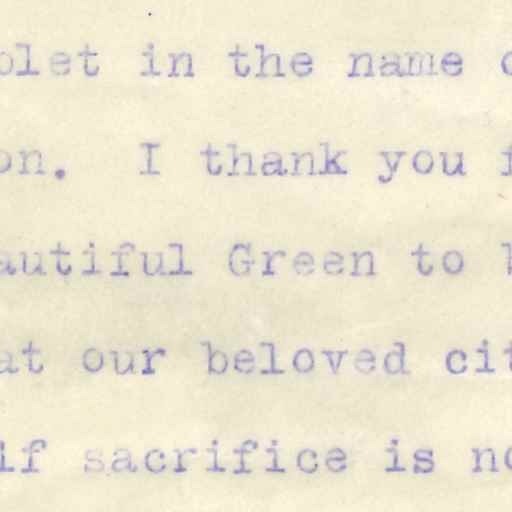 blet in the name
on. I thank you f
autiful Green to b
at our beloved cit
if sacrifice is no